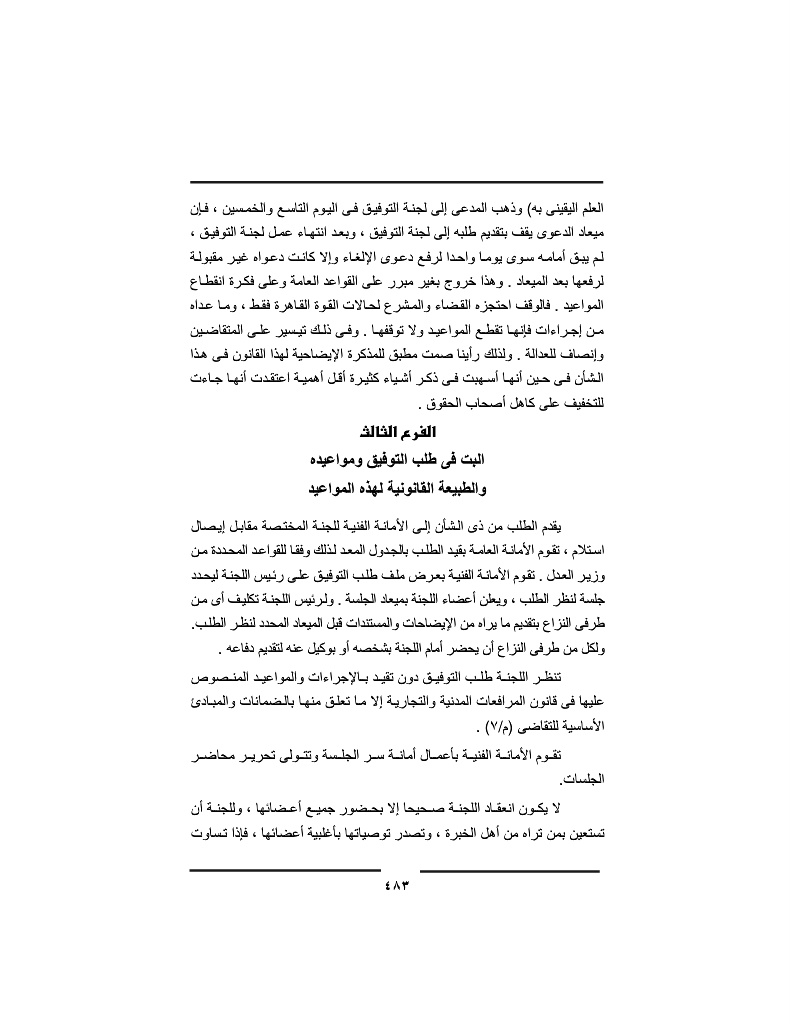 العلم اليقينى به) وذهب المدعى إلى لجنة التوفيق فى اليوم التاسع والخمسين ، فإن
ميعاد الدعوى يقف بتقديم طلبه إلى لجنة التوفيق ، وبعد انتهاء عمل لجنة التوفيق ،
لم يبق أمامه سوى يوما واحدا لرفع دعوى الإلغاء وإلا كانت دعواه غير مقبولة
لرفعها بعد الميعاد . وهذا خروج بغير مبرر على القواعد العامة وعلى فكرة انقطاع
المواعيد . فالوقف احتجزه القضاء والمشرع لحالات القوة القاهرة فقط ، وما عداه
من إجراءات فإنها تقطع المواعيد ولا توقفها . وفى ذلك تيسير على المتقاضين
وإنصاف للعدالة . ولذلك رأينا صمت مطبق للمذكرة الإيضاحية لهذا القانون فى هذا
الشأن فى حين أنها أسهبت فى ذكر أشياء كثيرة أقل أهمية اعتقدت أنها جاءت
للتخفيف على كاهل أصحاب الحقوق .
الفرع الثالث
البت فى طلب التوفيق ومواعيده
والطبيعة القانونية لهذه المواعيد
يقدم الطلب من ذى الشأن إلى الأمانة الفنية للجنة المختصة مقابل إيصال
استلام ، تقوم الأمانة العامة بقيد الطلب بالجدول المعد لذلك وفقا للقواعد المحددة من
وزير العدل . تقوم الأمانة الفنية بعرض ملف طلب التوفيق على رئيس اللجنة ليحدد
جلسة لنظر الطلب ، ويعلن أعضاء اللجنة بميعاد الجلسة . ولرئيس اللجنة تكليف أى من
طرفى النزاع بتقديم ما يراه من الإيضاحات والمستندات قبل الميعاد المحدد لنظر الطلب.
ولكل من طرفى النزاع أن يحضر أمام اللجنة بشخصه أو بوكيل عنه لتقديم دفاعه .
تنظر اللجنة طلب التوفيق دون تقيد بالإجراءات والمواعيد المنصوص
عليها فى قانون المرافعات المدنية والتجارية إلا ما تعلق منها بالضمانات والمبادئ
الأساسية للتقاضى (م/٧) .
تقوم الأمانة الفنية بأعمال أمانة سر الجلسة وتتولى تحرير محاضر
الجلسات.
لا يكون انعقاد اللجنة صحيحا إلا بحضور جميع أعضائها ، وللجنة أن
تستعين بمن تراه من أهل الخبرة ، وتصدر توصياتها بأغلبية أعضائها ، فإذا تساوت
٤٨٣